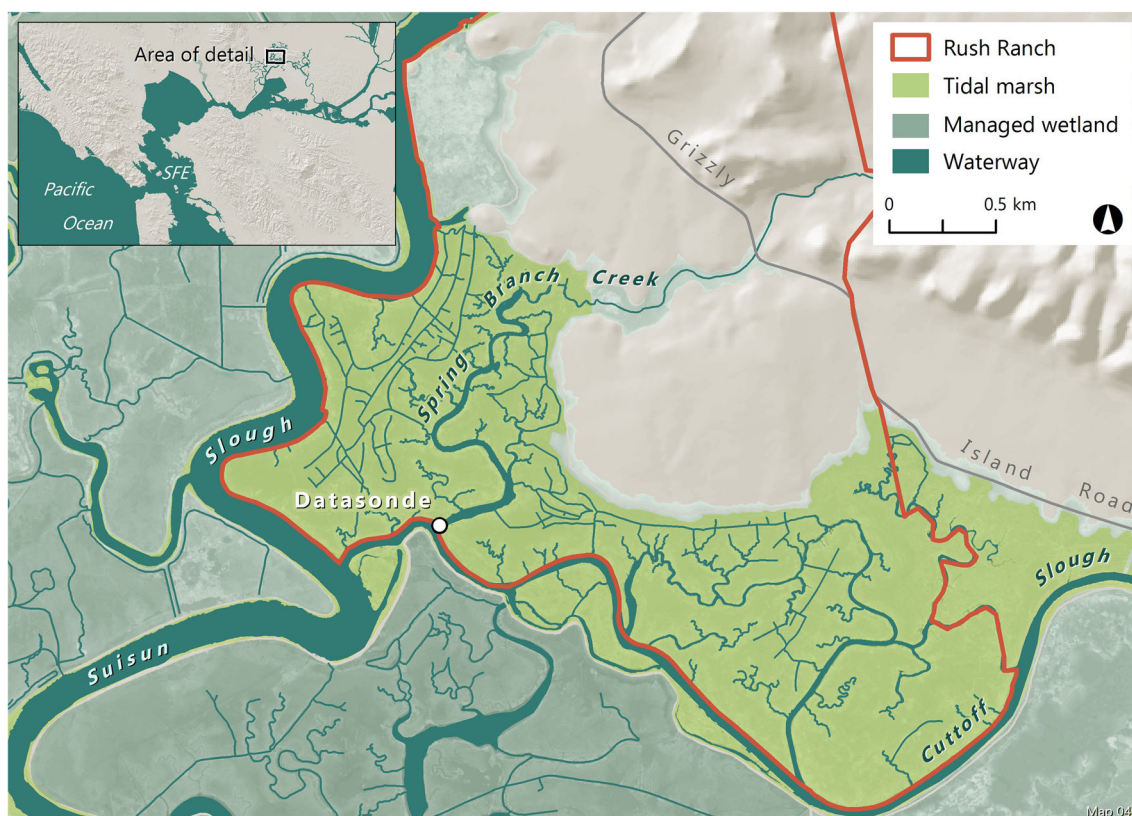 Area of detail
SFE
Pacific
Ocean
Rush Ranch
Tidal marsh
Managed wetland
Waterway
0 0.5 km
Grizzly
Island Road
Spring Branch Creek
Suisun Slough
Datasonde
Cuttoff Slough
Map 04